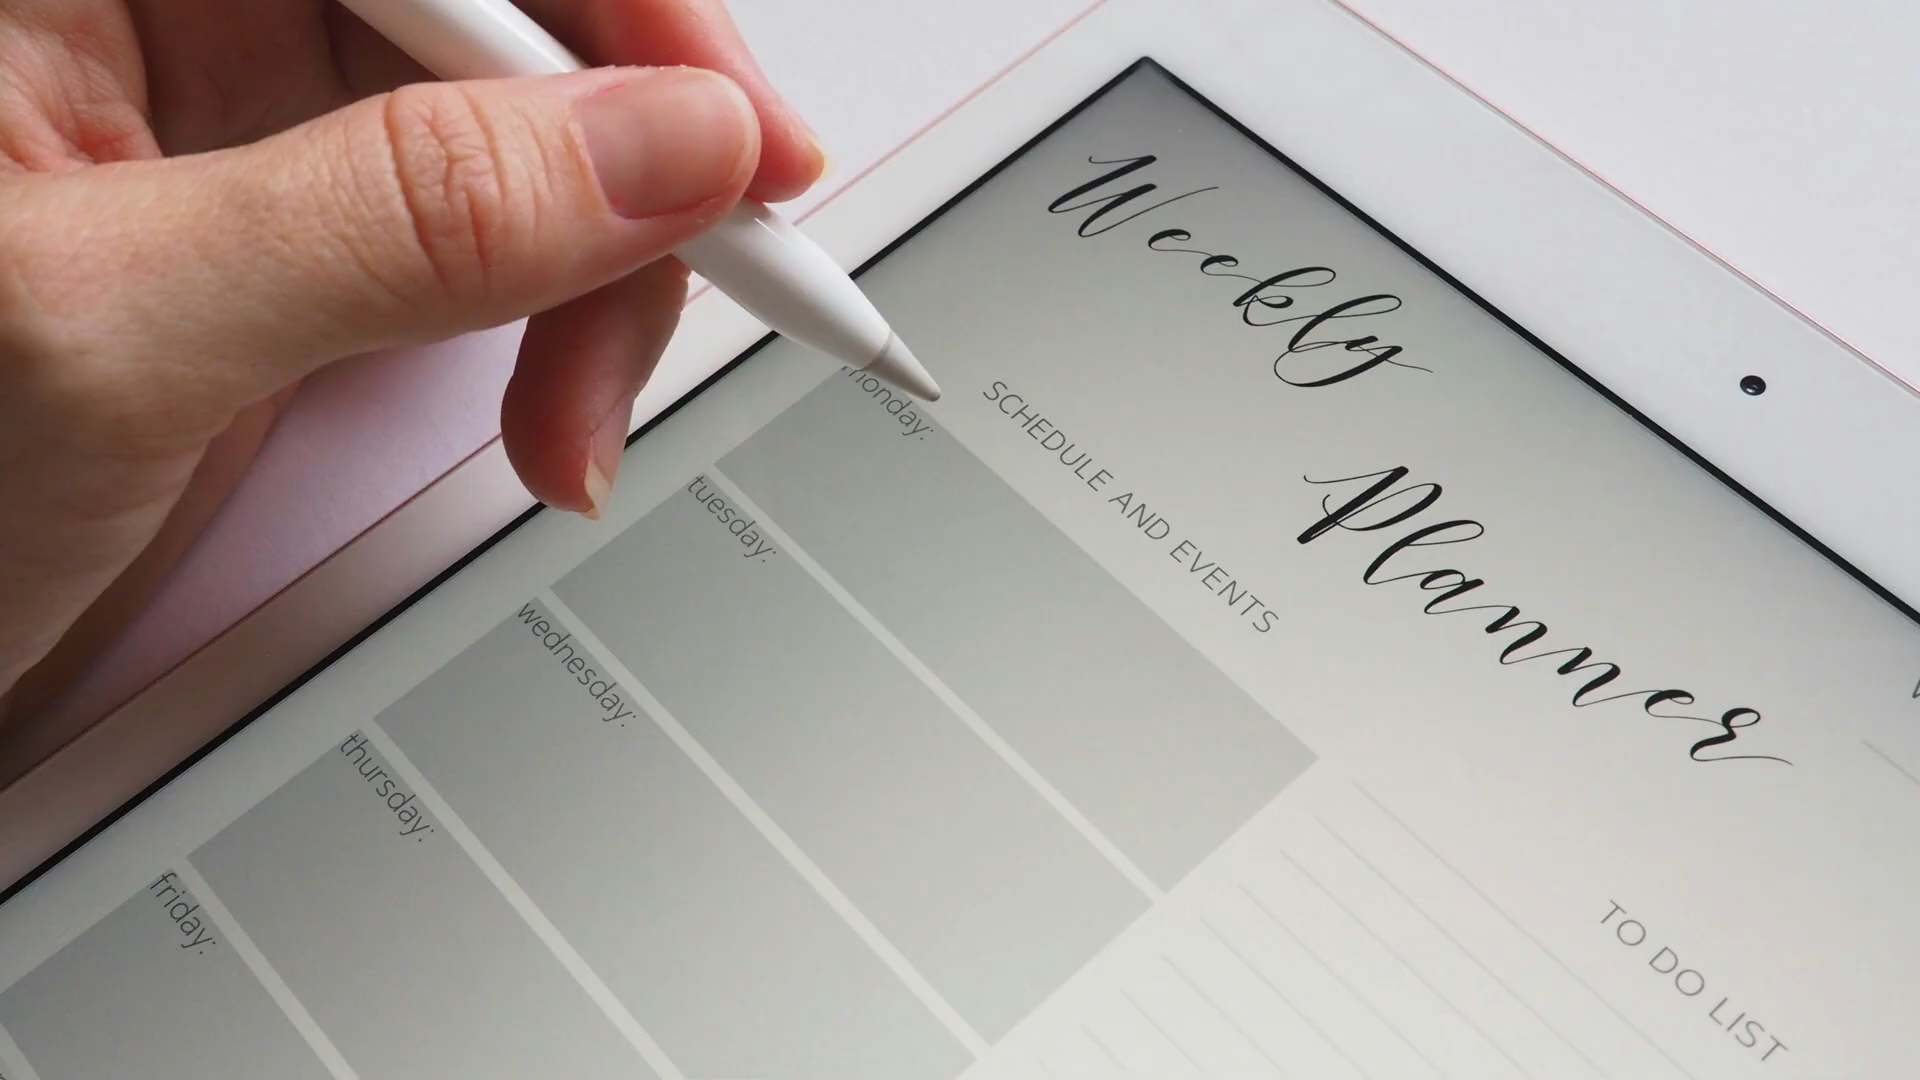 Weekly Planner
SCHEDULE AND EVENTS
monday:
tuesday:
wednesday:
thursday:
friday:
TO DO LIST